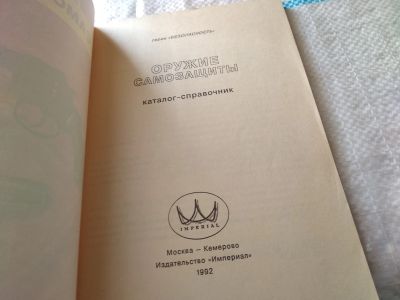 серия «БЕЗОПАСНОСТЬ»
ОРУЖИЕ
САМОЗАЩИТЫ
каталог-справочник
IMPERIAL
Москва – Кемерово
Издательство «Империал»
1992